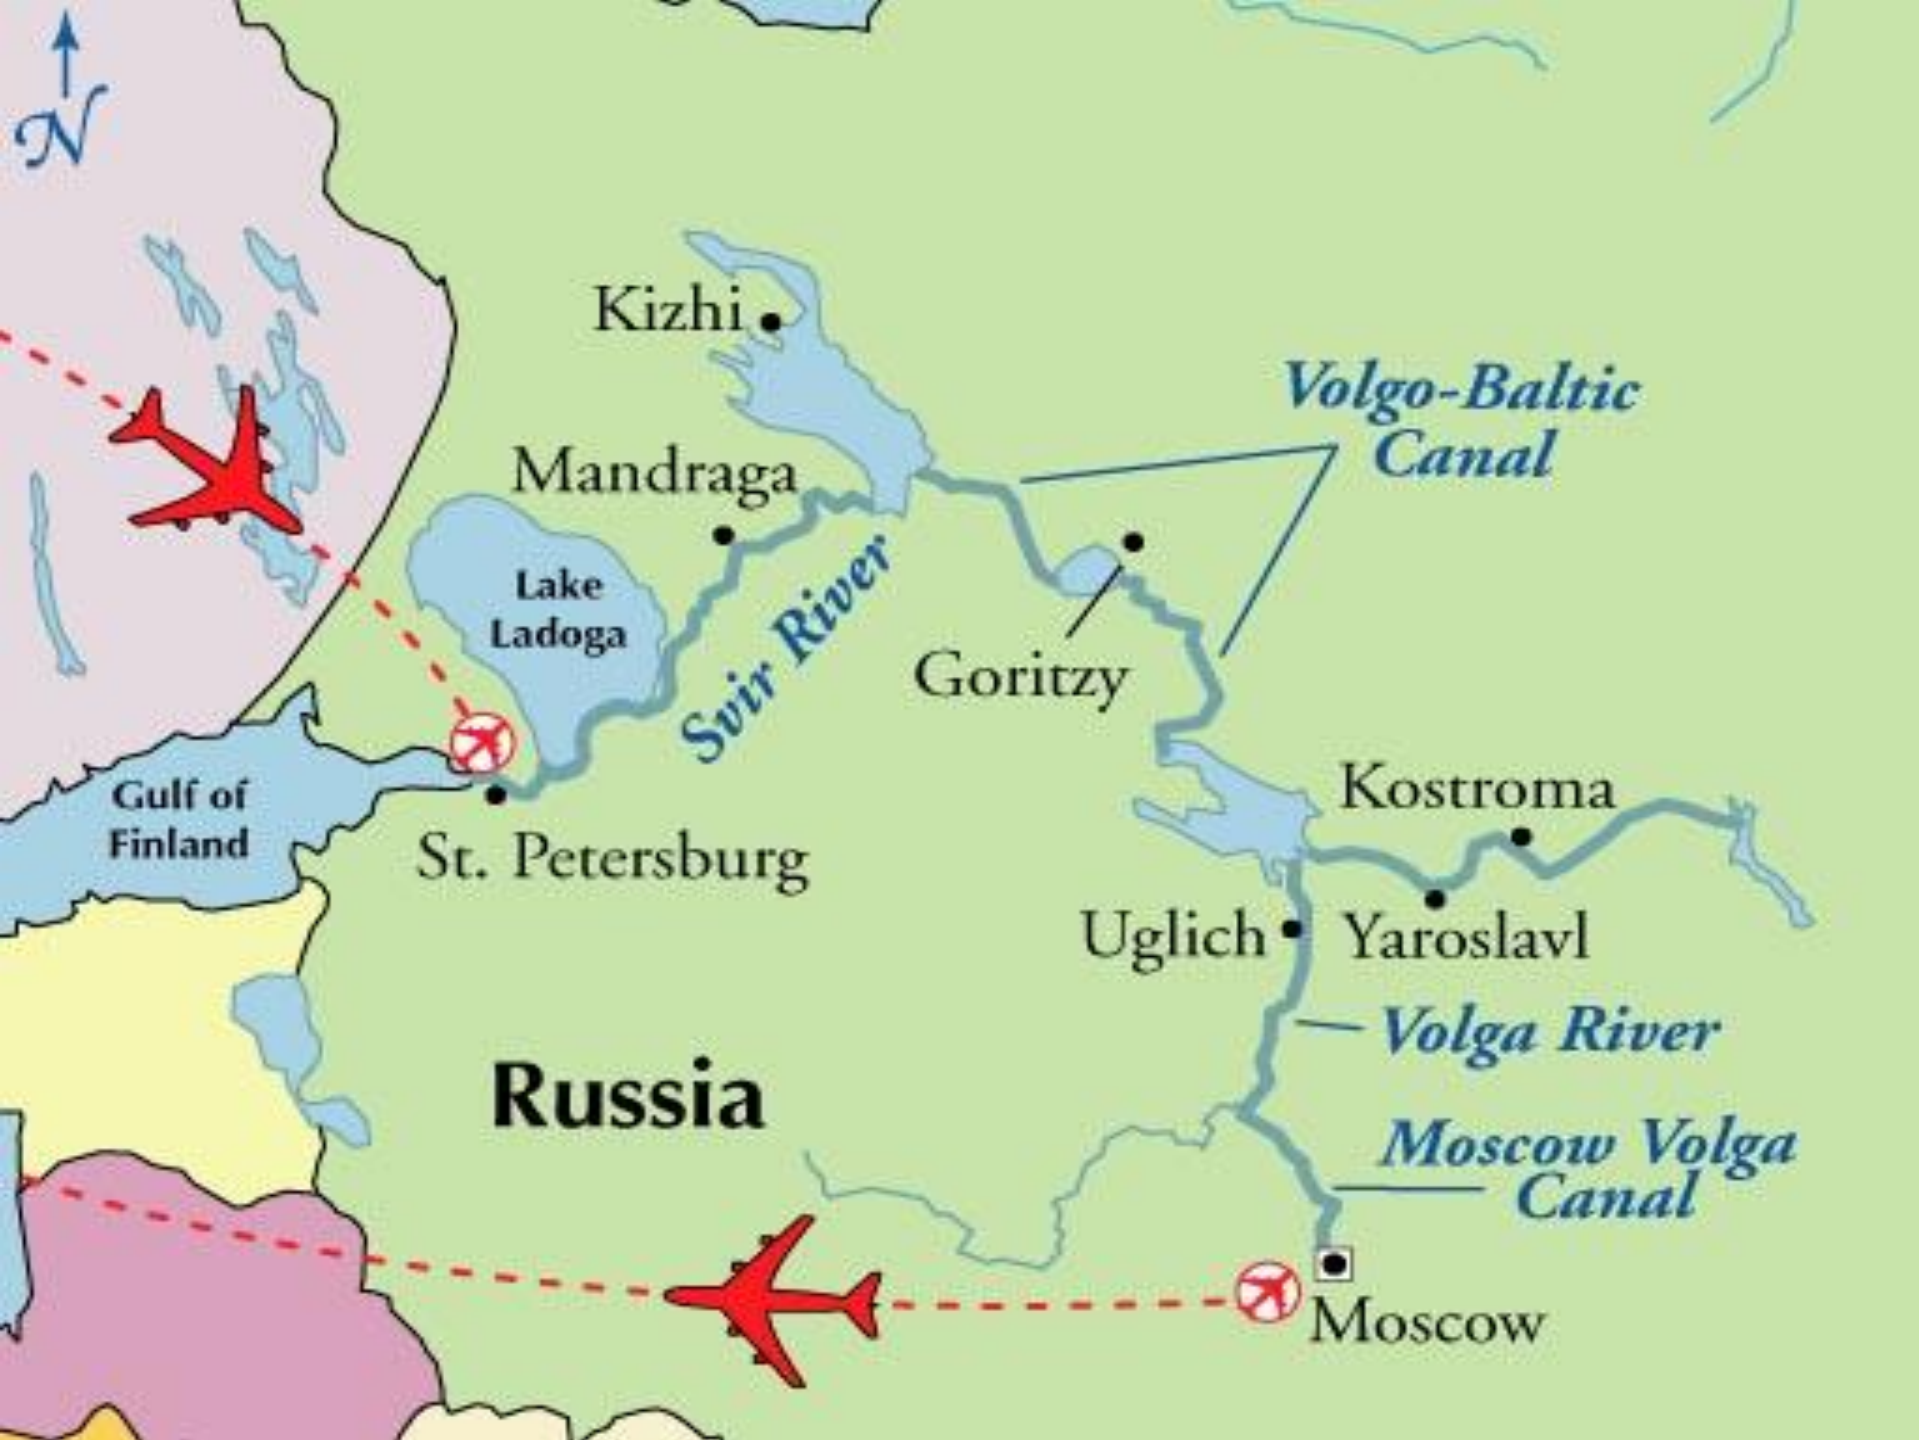 N
Kizhi
Volgo-Baltic
Canal
Mandraga
Lake
Ladoga
Svir River
Goritzy
Gulf of
Finland
Kostroma
St. Petersburg
Uglich
Yaroslavl
Volga River
Russia
Moscow Volga
Canal
Moscow